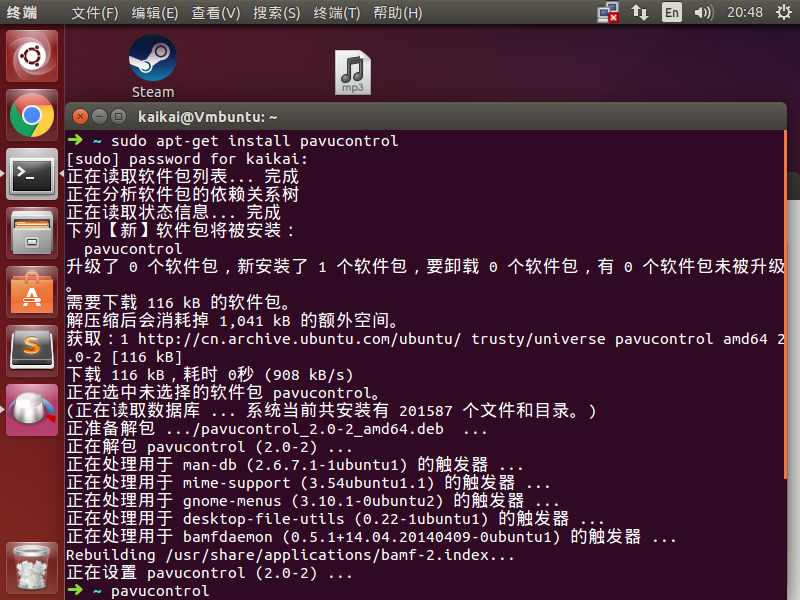 终端 文件(F) 编辑(E) 查看(V) 搜索(S) 终端(T) 帮助(H) En 20:48
Steam
mp3
kaikai@Vmbuntu: ~
➜ ~ sudo apt-get install pavucontrol
[sudo] password for kaikai:
正在读取软件包列表... 完成
正在分析软件包的依赖关系树
正在读取状态信息... 完成
下列【新】软件包将被安装：
pavucontrol
升级了 0 个软件包，新安装了 1 个软件包，要卸载 0 个软件包，有 0 个软件包未被升级
。
需要下载 116 kB 的软件包。
解压缩后会消耗掉 1,041 kB 的额外空间。
获取：1 http://cn.archive.ubuntu.com/ubuntu/ trusty/universe pavucontrol amd64 2
.0-2 [116 kB]
下载 116 kB，耗时 0秒 (908 kB/s)
正在选中未选择的软件包 pavucontrol。
(正在读取数据库 ... 系统当前共安装有 201587 个文件和目录。)
正准备解包 .../pavucontrol_2.0-2_amd64.deb  ...
正在解包 pavucontrol (2.0-2) ...
正在处理用于 man-db (2.6.7.1-1ubuntu1) 的触发器 ...
正在处理用于 mime-support (3.54ubuntu1.1) 的触发器 ...
正在处理用于 gnome-menus (3.10.1-0ubuntu2) 的触发器 ...
正在处理用于 desktop-file-utils (0.22-1ubuntu1) 的触发器 ...
正在处理用于 bamfdaemon (0.5.1+14.04.20140409-0ubuntu1) 的触发器 ...
Rebuilding /usr/share/applications/bamf-2.index...
正在设置 pavucontrol (2.0-2) ...
➜ ~ pavucontrol